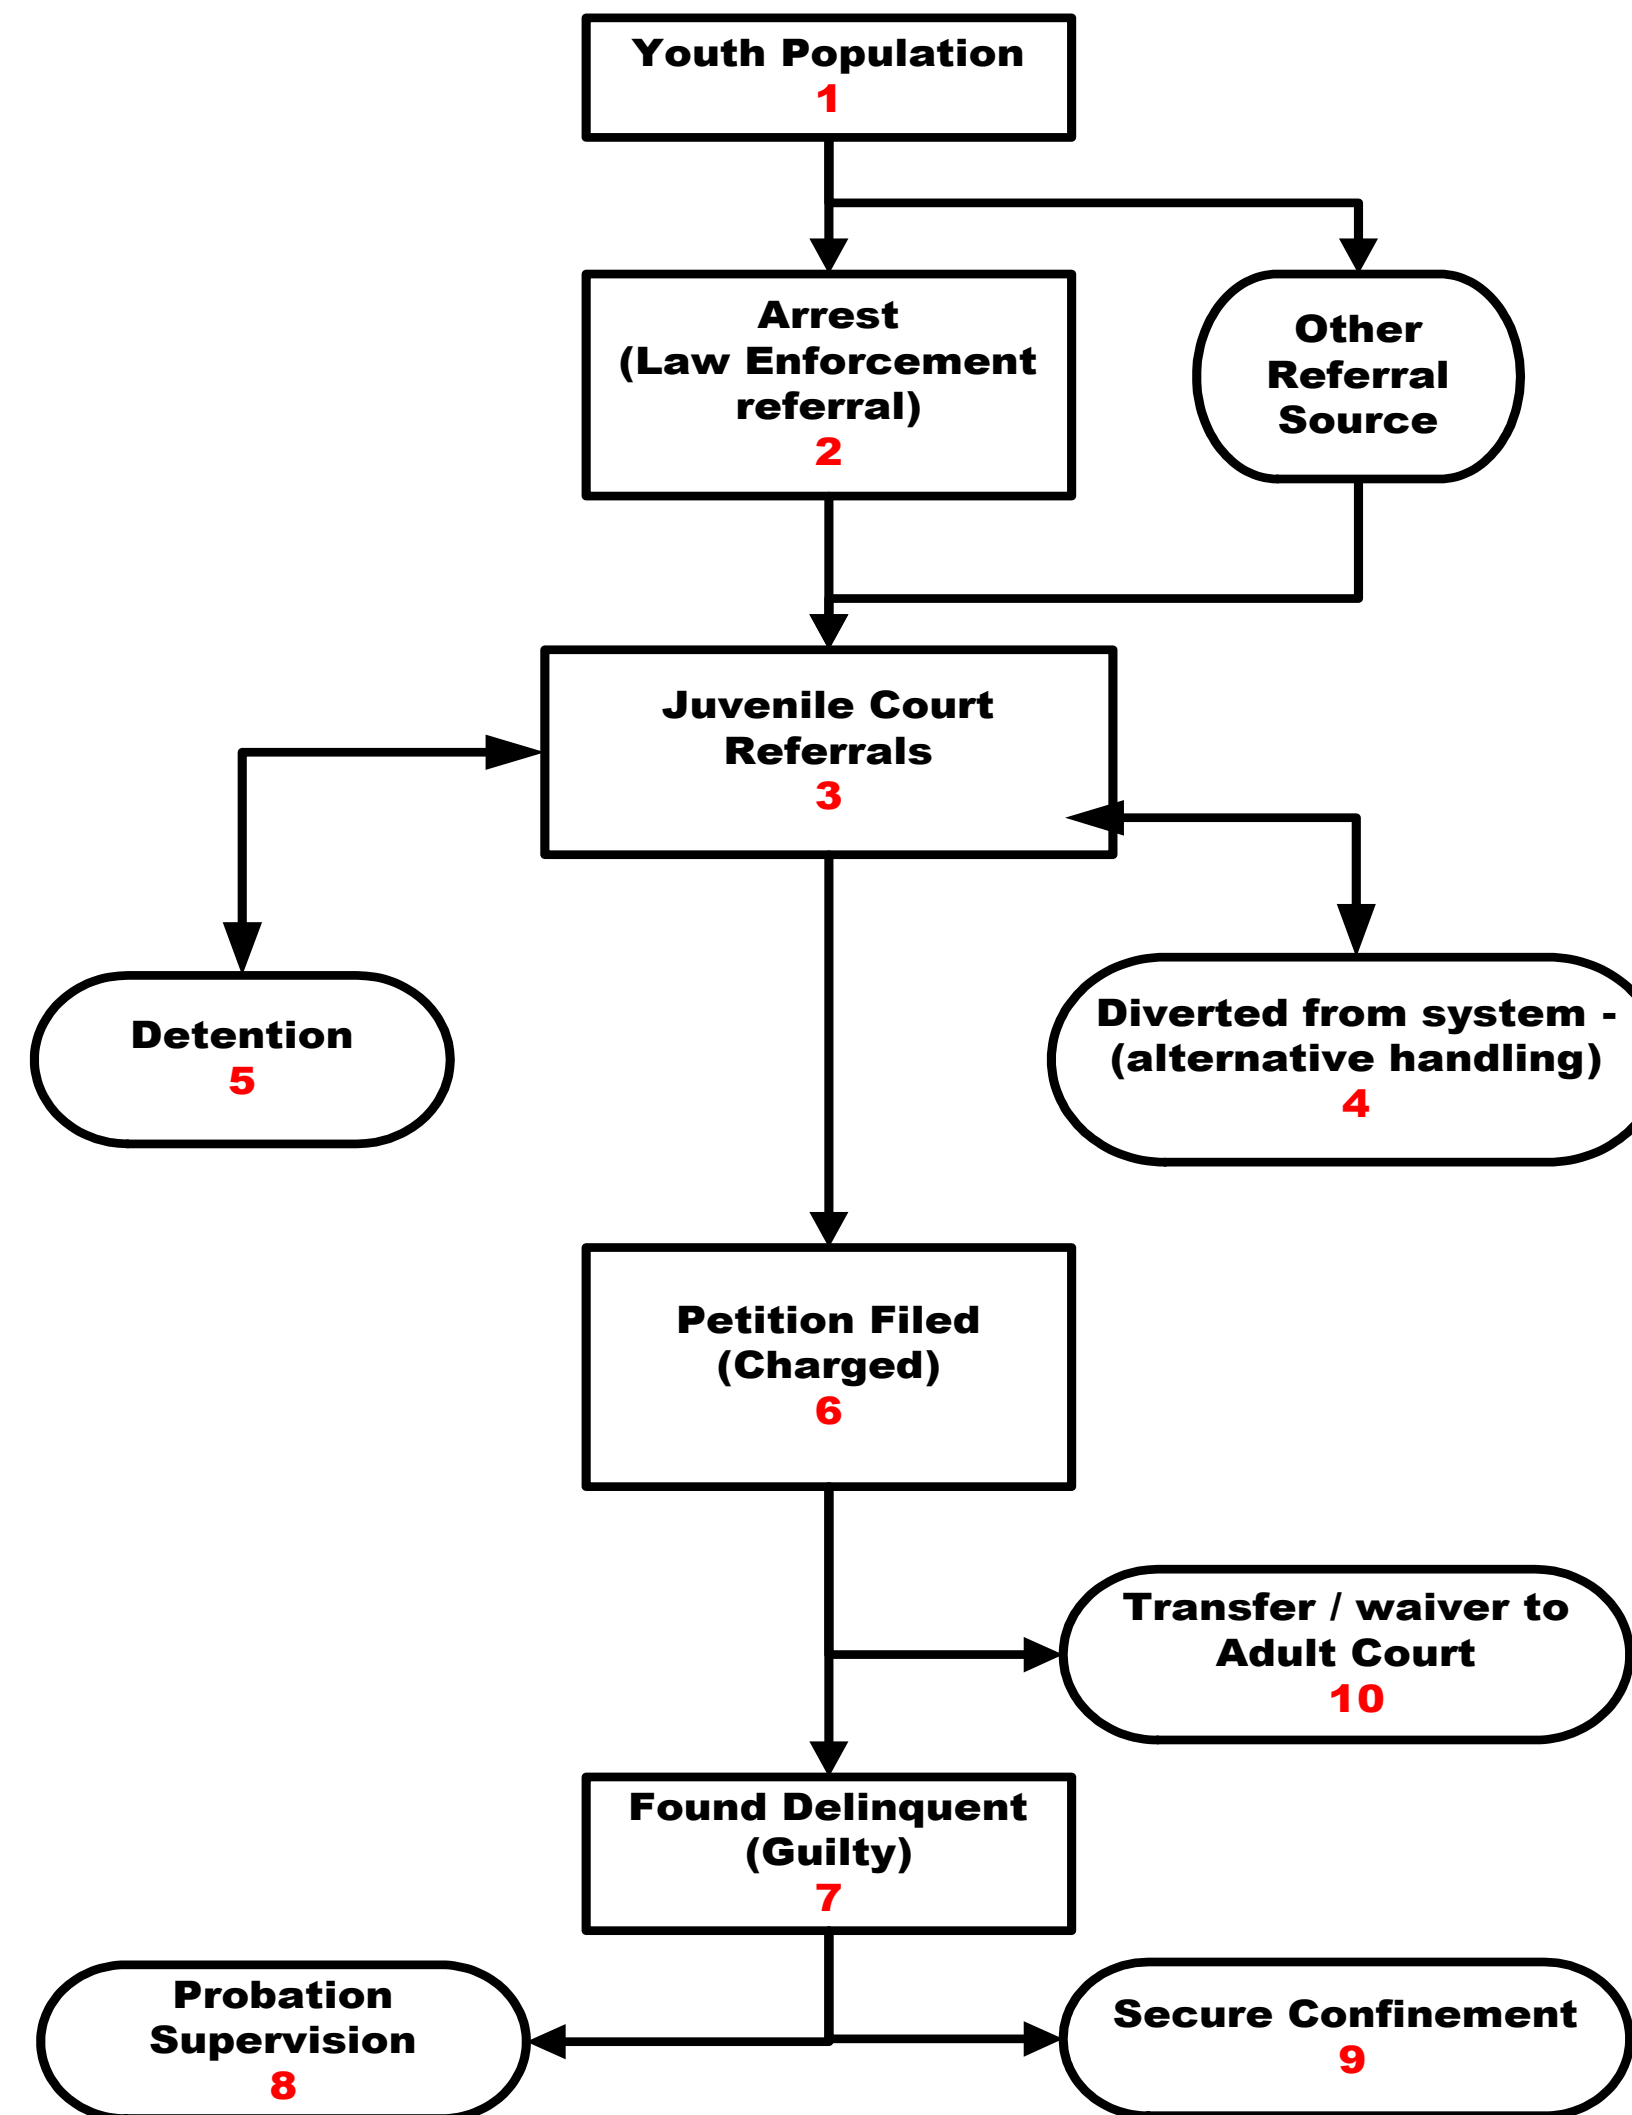 Youth Population
1
Arrest
(Law Enforcement
referral)
2
Other
Referral
Source
Juvenile Court
Referrals
3
Detention
5
Diverted from system -
(alternative handling)
4
Petition Filed
(Charged)
6
Transfer / waiver to
Adult Court
10
Found Delinquent
(Guilty)
7
Probation
Supervision
8
Secure Confinement
9